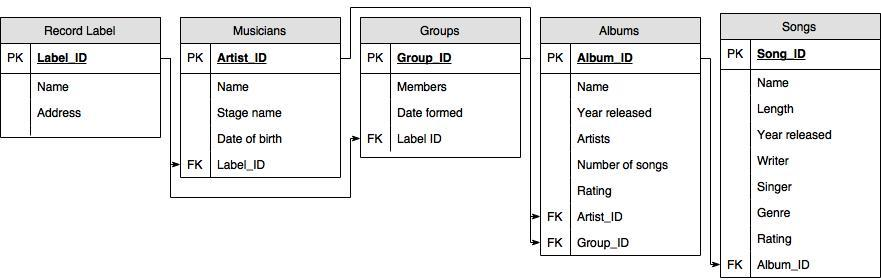 Record Label
PK Label_ID
Name
Address
Musicians
PK Artist_ID
Name
Stage name
Date of birth
FK Label_ID
Groups
PK Group_ID
Members
Date formed
FK Label ID
Albums
PK Album_ID
Name
Year released
Artists
Number of songs
Rating
FK Artist_ID
FK Group_ID
Songs
PK Song_ID
Name
Length
Year released
Writer
Singer
Genre
Rating
FK Album_ID